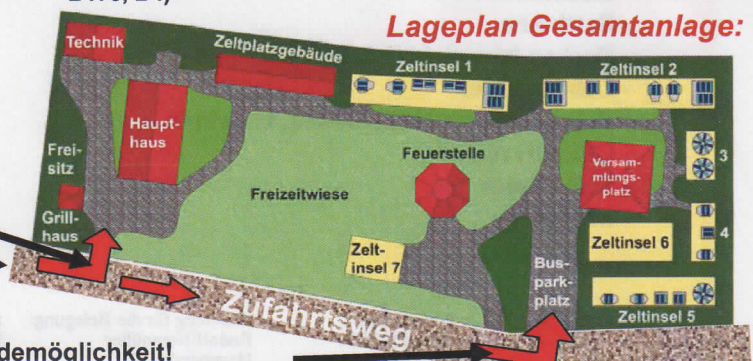 Lageplan Gesamtanlage:
Technik
Zeltplatzgebäude
Zeltinsel 1
Zeltinsel 2
Haupt-
haus
Frei-
sitz
Feuerstelle
Versam-
mlungs-
platz
3
Freizeitwiese
Grill-
haus
4
Zelt-
insel 7
Zeltinsel 6
Bus-
park-
platz
Zeltinsel 5
Zufahrtsweg
demöglichkeit!